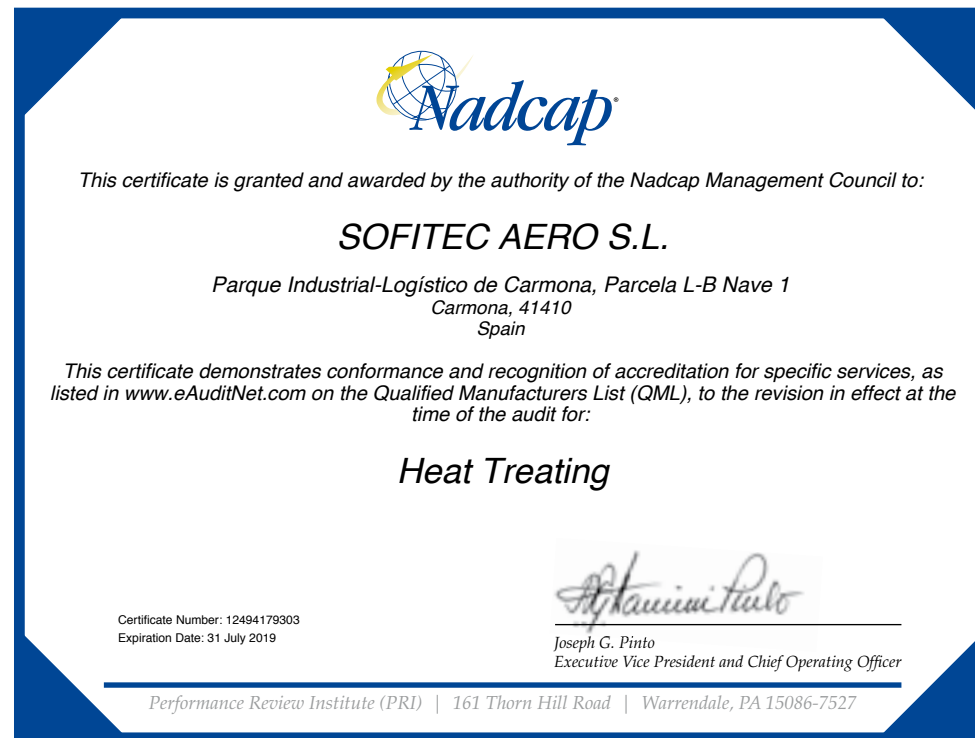 Nadcap
This certificate is granted and awarded by the authority of the Nadcap Management Council to:
SOFITEC AERO S.L.
Parque Industrial-Logístico de Carmona, Parcela L-B Nave 1
Carmona, 41410
Spain
This certificate demonstrates conformance and recognition of accreditation for specific services, as
listed in www.eAuditNet.com on the Qualified Manufacturers List (QML), to the revision in effect at the
time of the audit for:
Heat Treating
Certificate Number: 12494179303
Expiration Date: 31 July 2019
Joseph G. Pinto
Executive Vice President and Chief Operating Officer
Performance Review Institute (PRI) | 161 Thorn Hill Road | Warrendale, PA 15086-7527